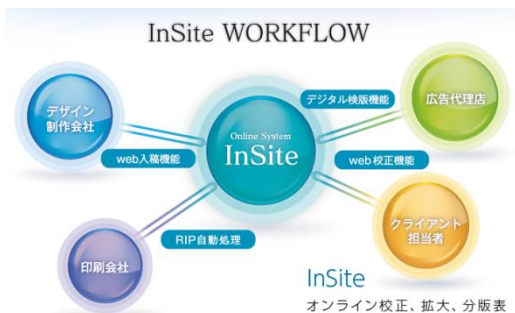 InSite WORKFLOW
デザイン
制作会社
デジタル検版機能
広告代理店
Online System
InSite
web入稿機能
web校正機能
クライアント
担当者
RIP自動処理
印刷会社
InSite
オンライン校正、拡大、分版表